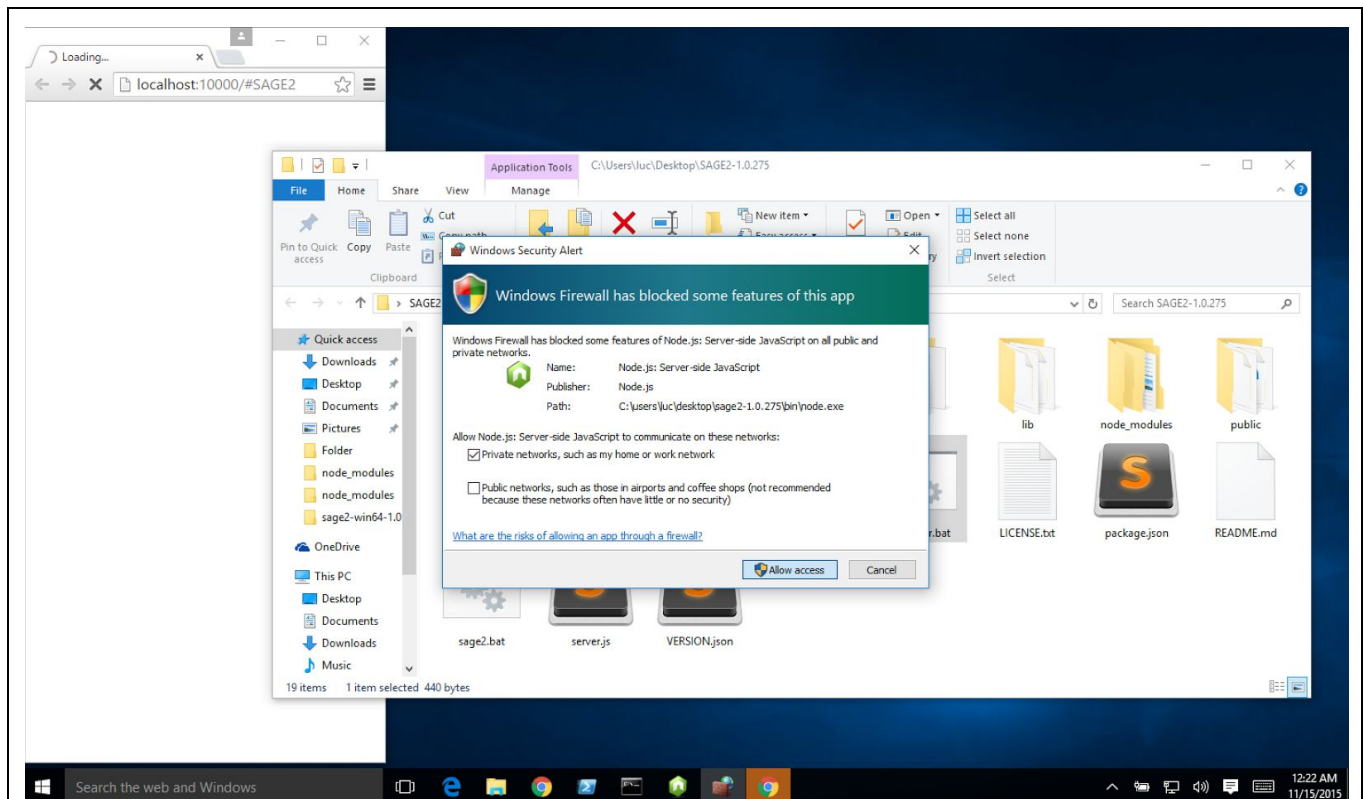 Loading...
localhost:10000/#SAGE2
Application Tools
C:\Users\luc\Desktop\SAGE2-1.0.275
File
Home
Share
View
Manage
Pin to Quick access
Copy
Paste
Cut
Copy path
Clipboard
New item
Easy access
Open
Edit
Select all
Select none
Invert selection
Select
SAGE2
Search SAGE2-1.0.275
Windows Security Alert
Windows Firewall has blocked some features of this app
Windows Firewall has blocked some features of Node.js: Server-side JavaScript on all public and
private networks.
Name: Node.js: Server-side JavaScript
Publisher: Node.js
Path: C:\users\luc\desktop\sage2-1.0.275\bin\node.exe
Allow Node.js: Server-side JavaScript to communicate on these networks:
Private networks, such as my home or work network
Public networks, such as those in airports and coffee shops (not recommended
because these networks often have little or no security)
What are the risks of allowing an app through a firewall?
Allow access
Cancel
Quick access
Downloads
Desktop
Documents
Pictures
Folder
node_modules
node_modules
sage2-win64-1.0
OneDrive
This PC
Desktop
Documents
Downloads
Music
lib
node_modules
public
r.bat
LICENSE.txt
package.json
README.md
sage2.bat
server.js
VERSION.json
19 items
1 item selected 440 bytes
Search the web and Windows
12:22 AM
11/15/2015